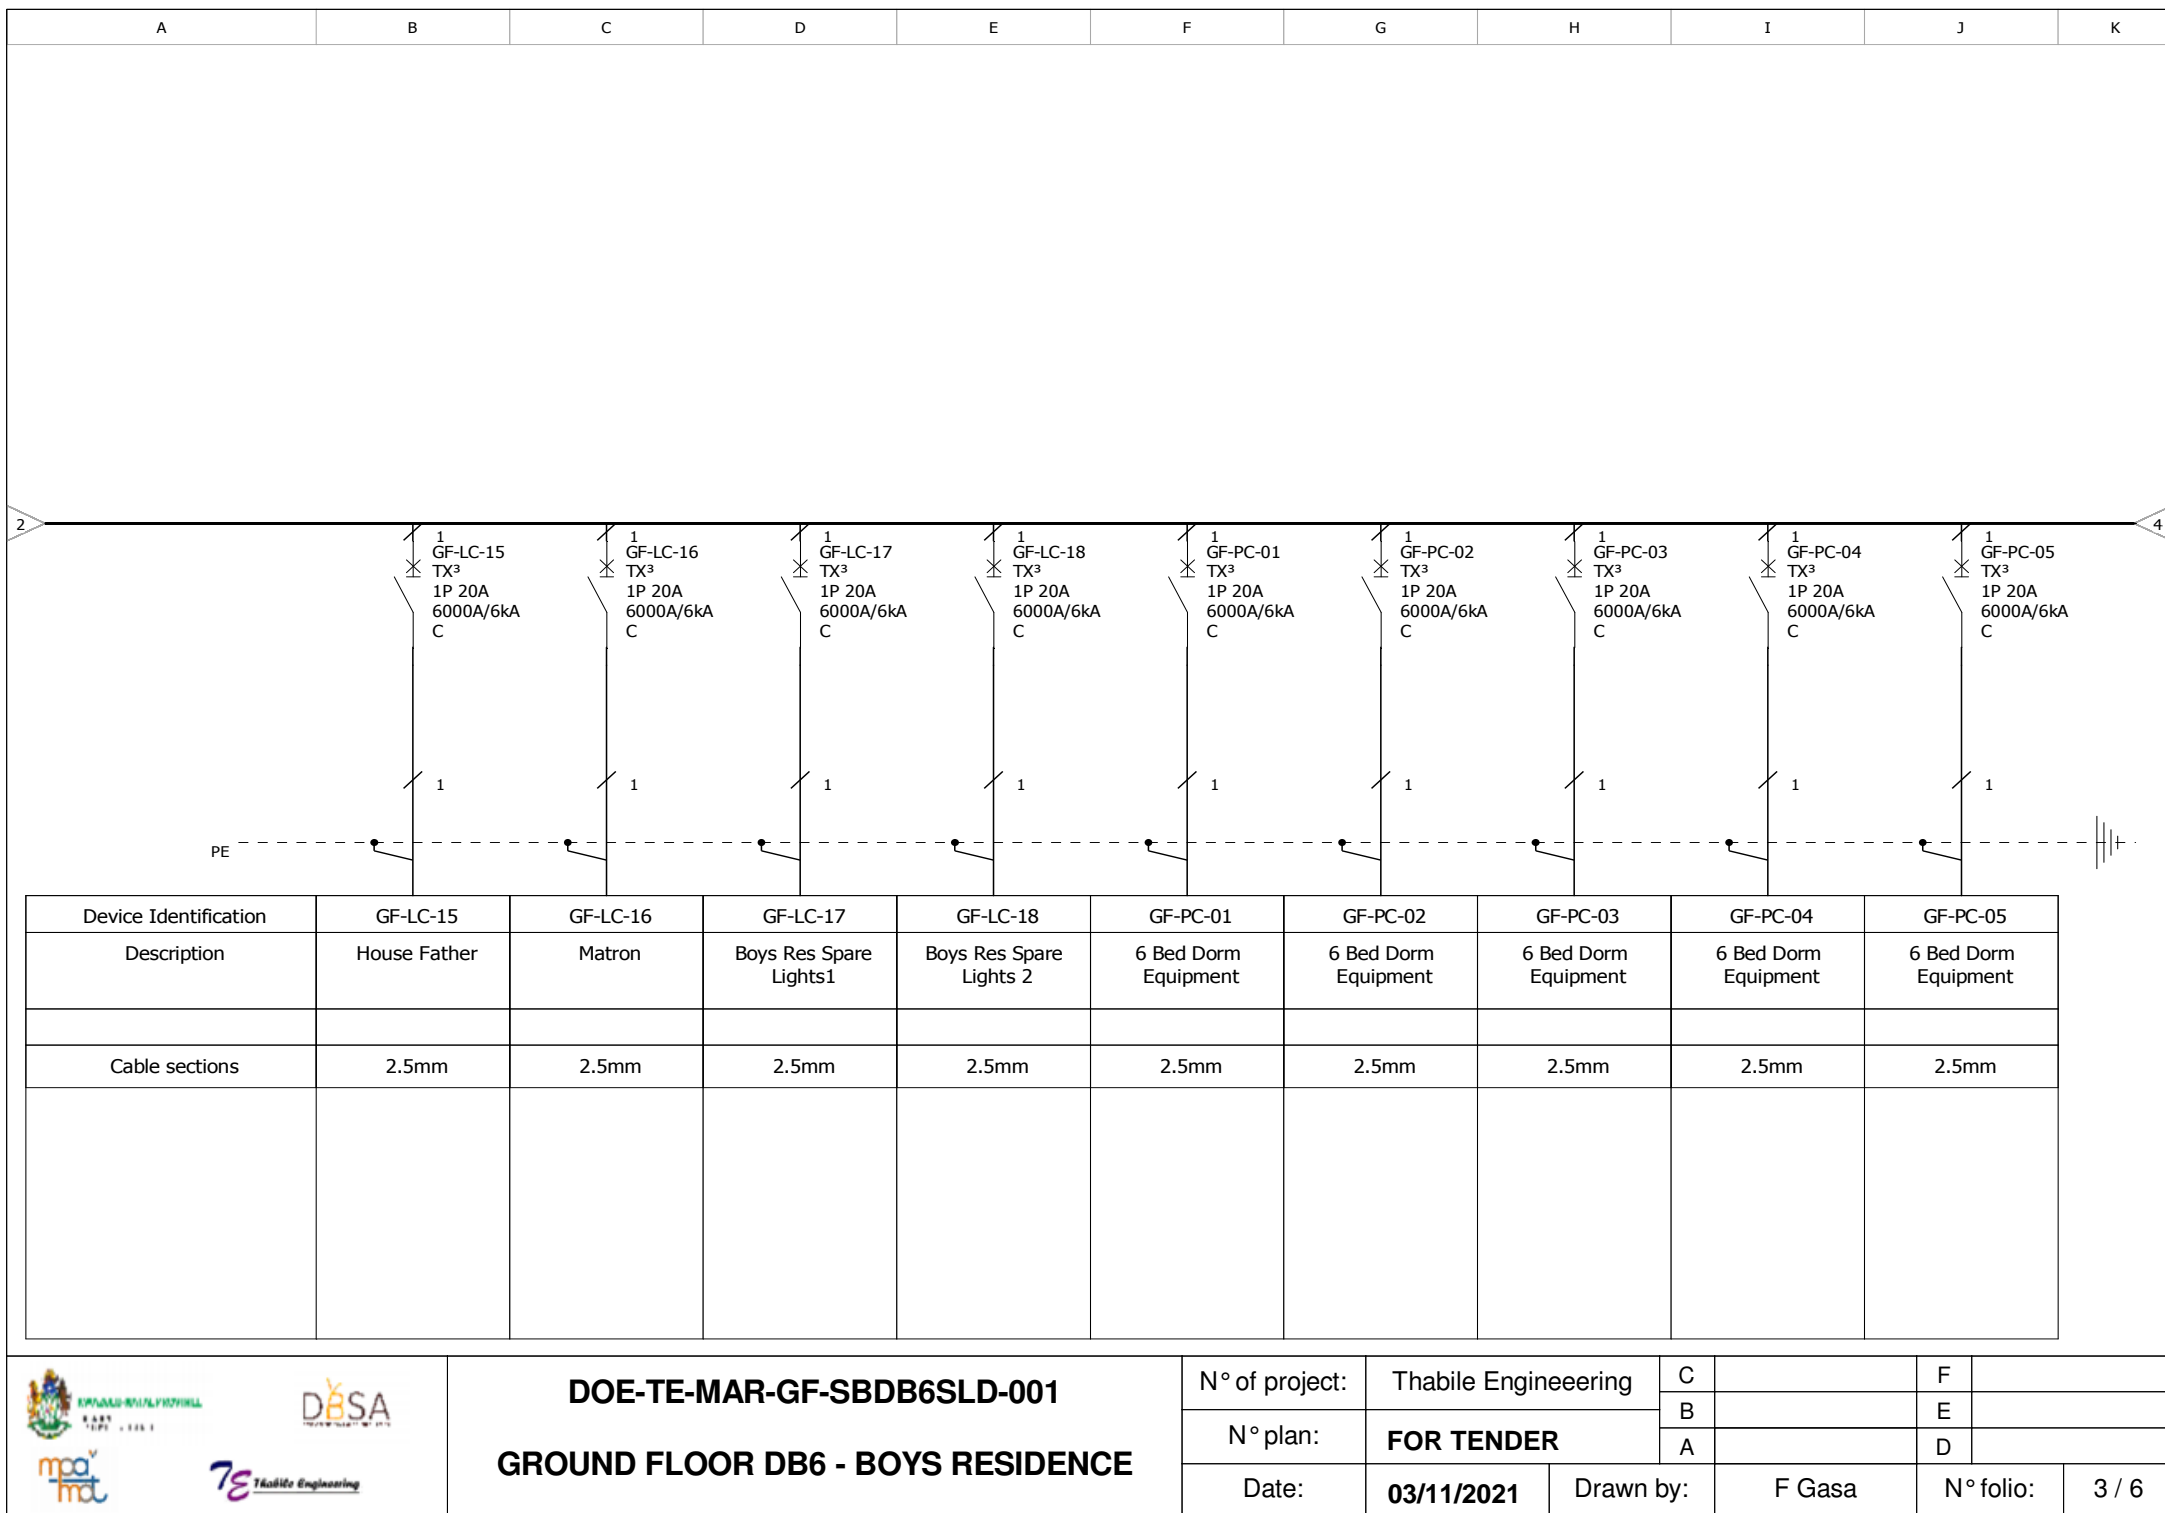 A B C D E F G H I J K
2
4
1 1 1 1 1 1 1 1 1
GF-LC-15 GF-LC-16 GF-LC-17 GF-LC-18 GF-PC-01 GF-PC-02 GF-PC-03 GF-PC-04 GF-PC-05
TX³ TX³ TX³ TX³ TX³ TX³ TX³ TX³ TX³
1P 20A 1P 20A 1P 20A 1P 20A 1P 20A 1P 20A 1P 20A 1P 20A 1P 20A
6000A/6kA 6000A/6kA 6000A/6kA 6000A/6kA 6000A/6kA 6000A/6kA 6000A/6kA 6000A/6kA 6000A/6kA
C C C C C C C C C
1 1 1 1 1 1 1 1 1
PE
Device Identification GF-LC-15 GF-LC-16 GF-LC-17 GF-LC-18 GF-PC-01 GF-PC-02 GF-PC-03 GF-PC-04 GF-PC-05
Description House Father Matron Boys Res Spare Boys Res Spare 6 Bed Dorm 6 Bed Dorm 6 Bed Dorm 6 Bed Dorm 6 Bed Dorm
Lights1 Lights 2 Equipment Equipment Equipment Equipment Equipment
Cable sections 2.5mm 2.5mm 2.5mm 2.5mm 2.5mm 2.5mm 2.5mm 2.5mm 2.5mm
DBSA
mpa
mot
TE Thabile Engineering
DOE-TE-MAR-GF-SBDB6SLD-001
GROUND FLOOR DB6 - BOYS RESIDENCE
N° of project: Thabile Engineeering C F
B E
N° plan: FOR TENDER A D
Date: 03/11/2021 Drawn by: F Gasa N° folio: 3 / 6